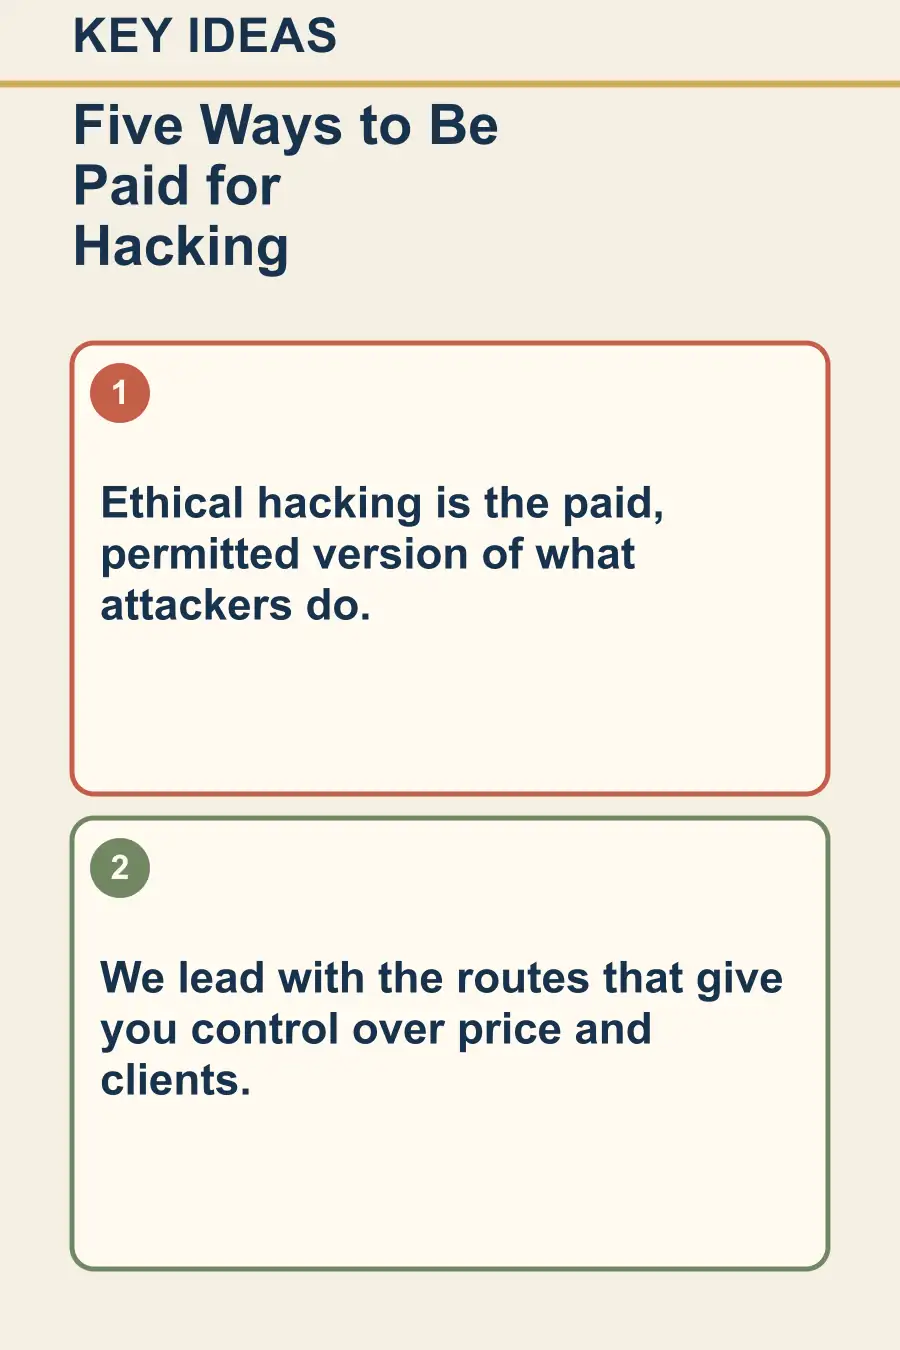 KEY IDEAS
Five Ways to Be
Paid for
Hacking
1
Ethical hacking is the paid,
permitted version of what
attackers do.
2
We lead with the routes that give
you control over price and
clients.